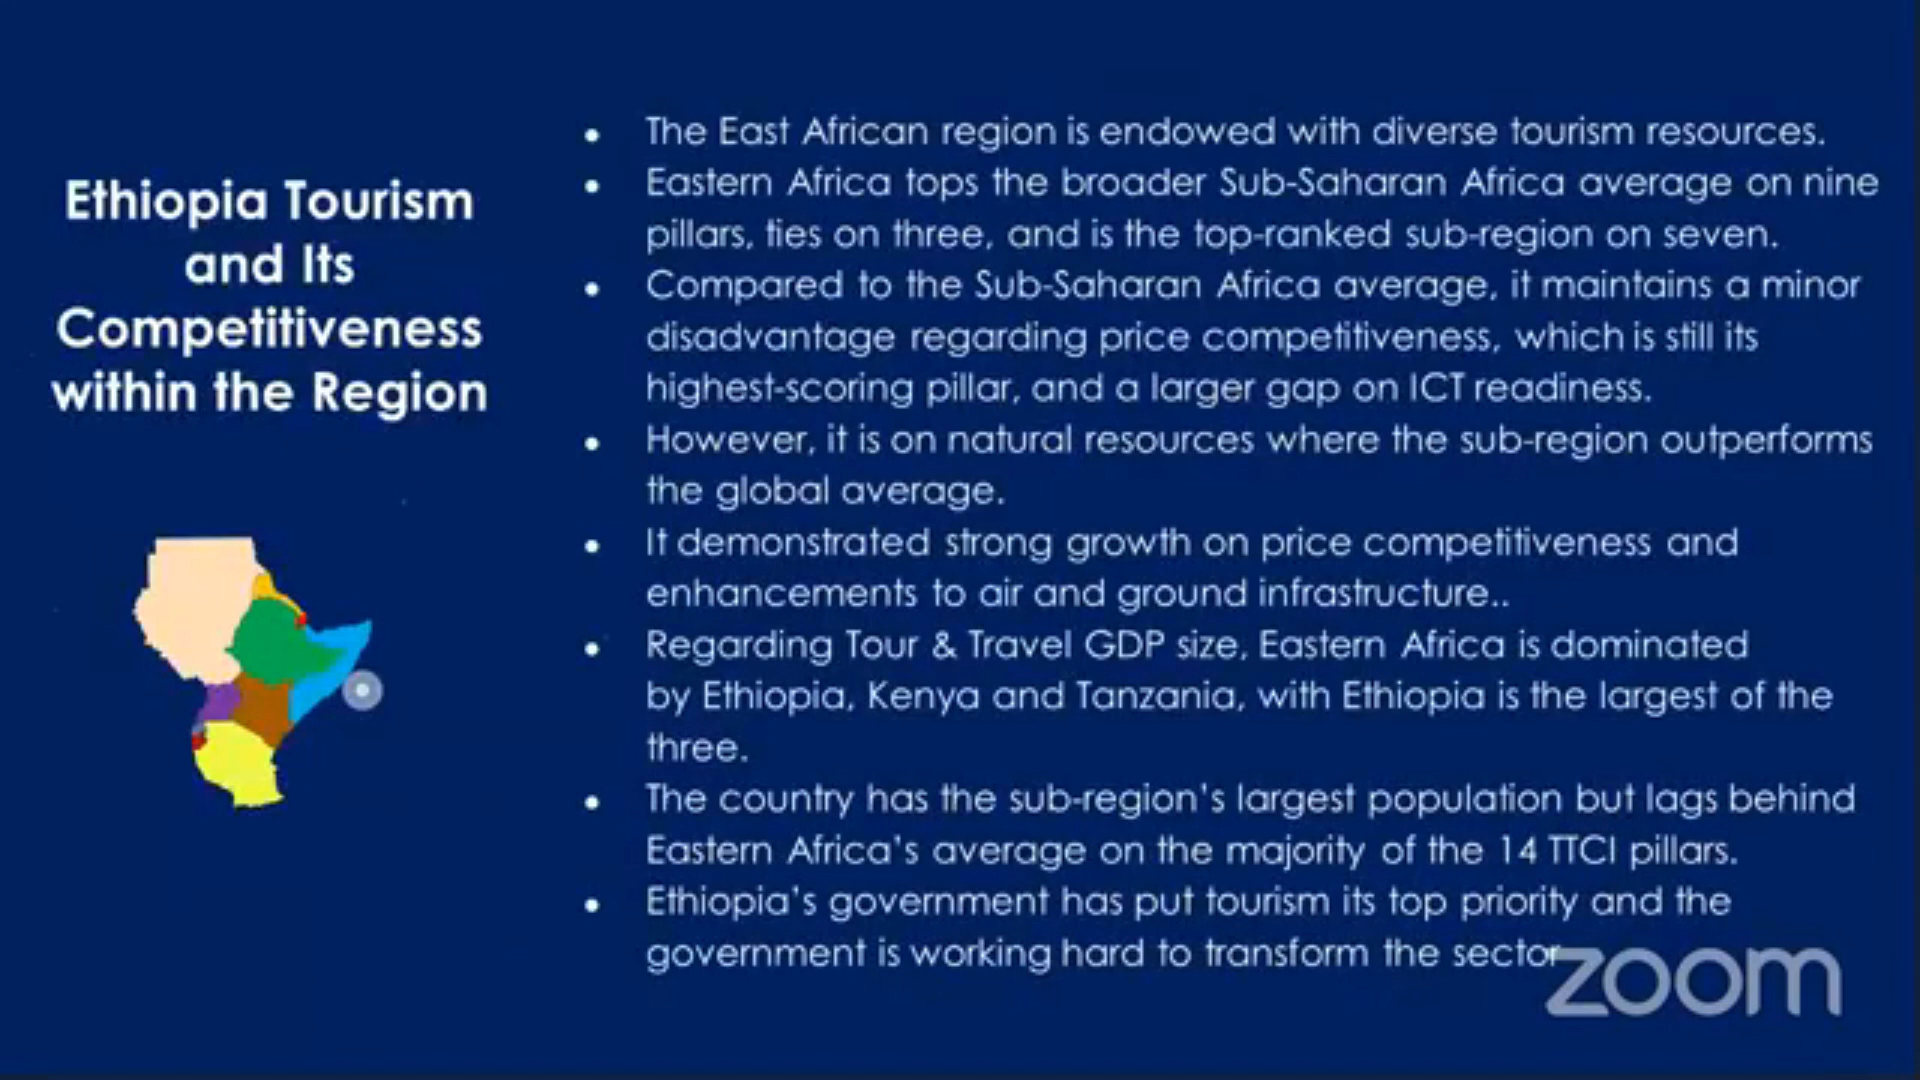 Ethiopia Tourism
and Its
Competitiveness
within the Region
• The East African region is endowed with diverse tourism resources.
• Eastern Africa tops the broader Sub-Saharan Africa average on nine
pillars, ties on three, and is the top-ranked sub-region on seven.
• Compared to the Sub-Saharan Africa average, it maintains a minor
disadvantage regarding price competitiveness, which is still its
highest-scoring pillar, and a larger gap on ICT readiness.
• However, it is on natural resources where the sub-region outperforms
the global average.
• It demonstrated strong growth on price competitiveness and
enhancements to air and ground infrastructure..
• Regarding Tour & Travel GDP size, Eastern Africa is dominated
by Ethiopia, Kenya and Tanzania, with Ethiopia is the largest of the
three.
• The country has the sub-region's largest population but lags behind
Eastern Africa's average on the majority of the 14 TTCI pillars.
• Ethiopia's government has put tourism its top priority and the
government is working hard to transform the sector
zoom